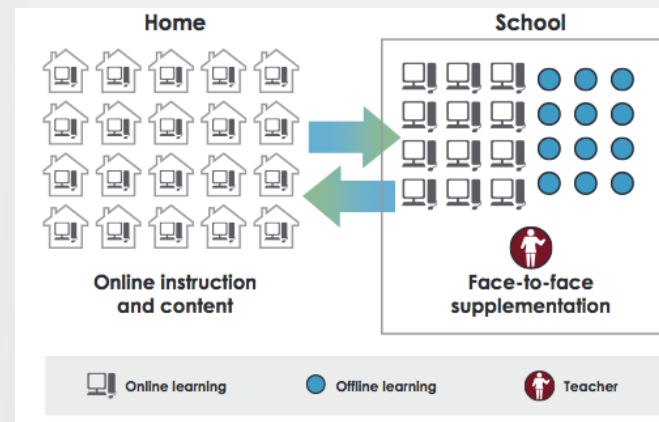 Home
School
Online instruction
and content
Face-to-face
supplementation
Online learning
Offline learning
Teacher